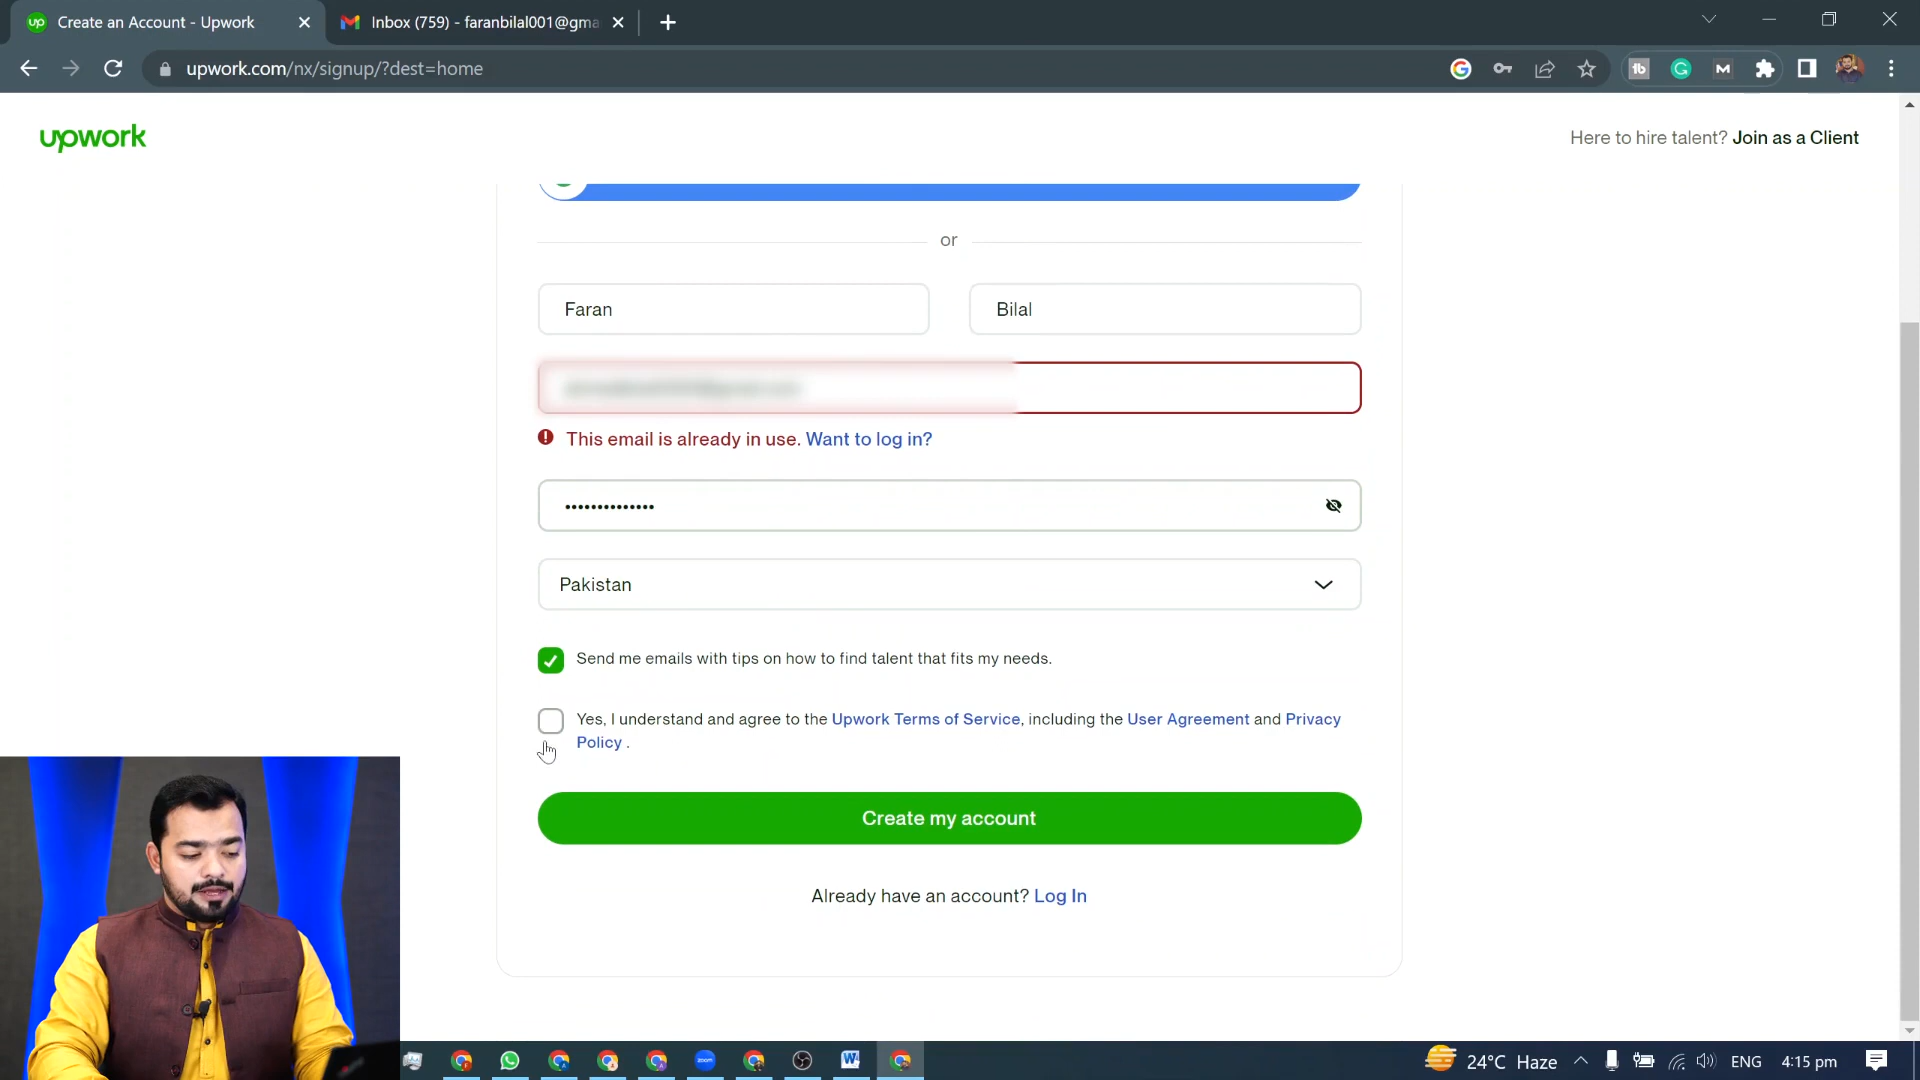 Create an Account - Upwork
Inbox (759) - faranbilal001@gma
upwork.com/nx/signup/?dest=home
upwork
Here to hire talent? Join as a Client
or
Faran
Bilal
This email is already in use. Want to log in?
Pakistan
Send me emails with tips on how to find talent that fits my needs.
Yes, I understand and agree to the Upwork Terms of Service, including the User Agreement and Privacy
Policy .
Create my account
Already have an account? Log In
24°C Haze
ENG
4:15 pm